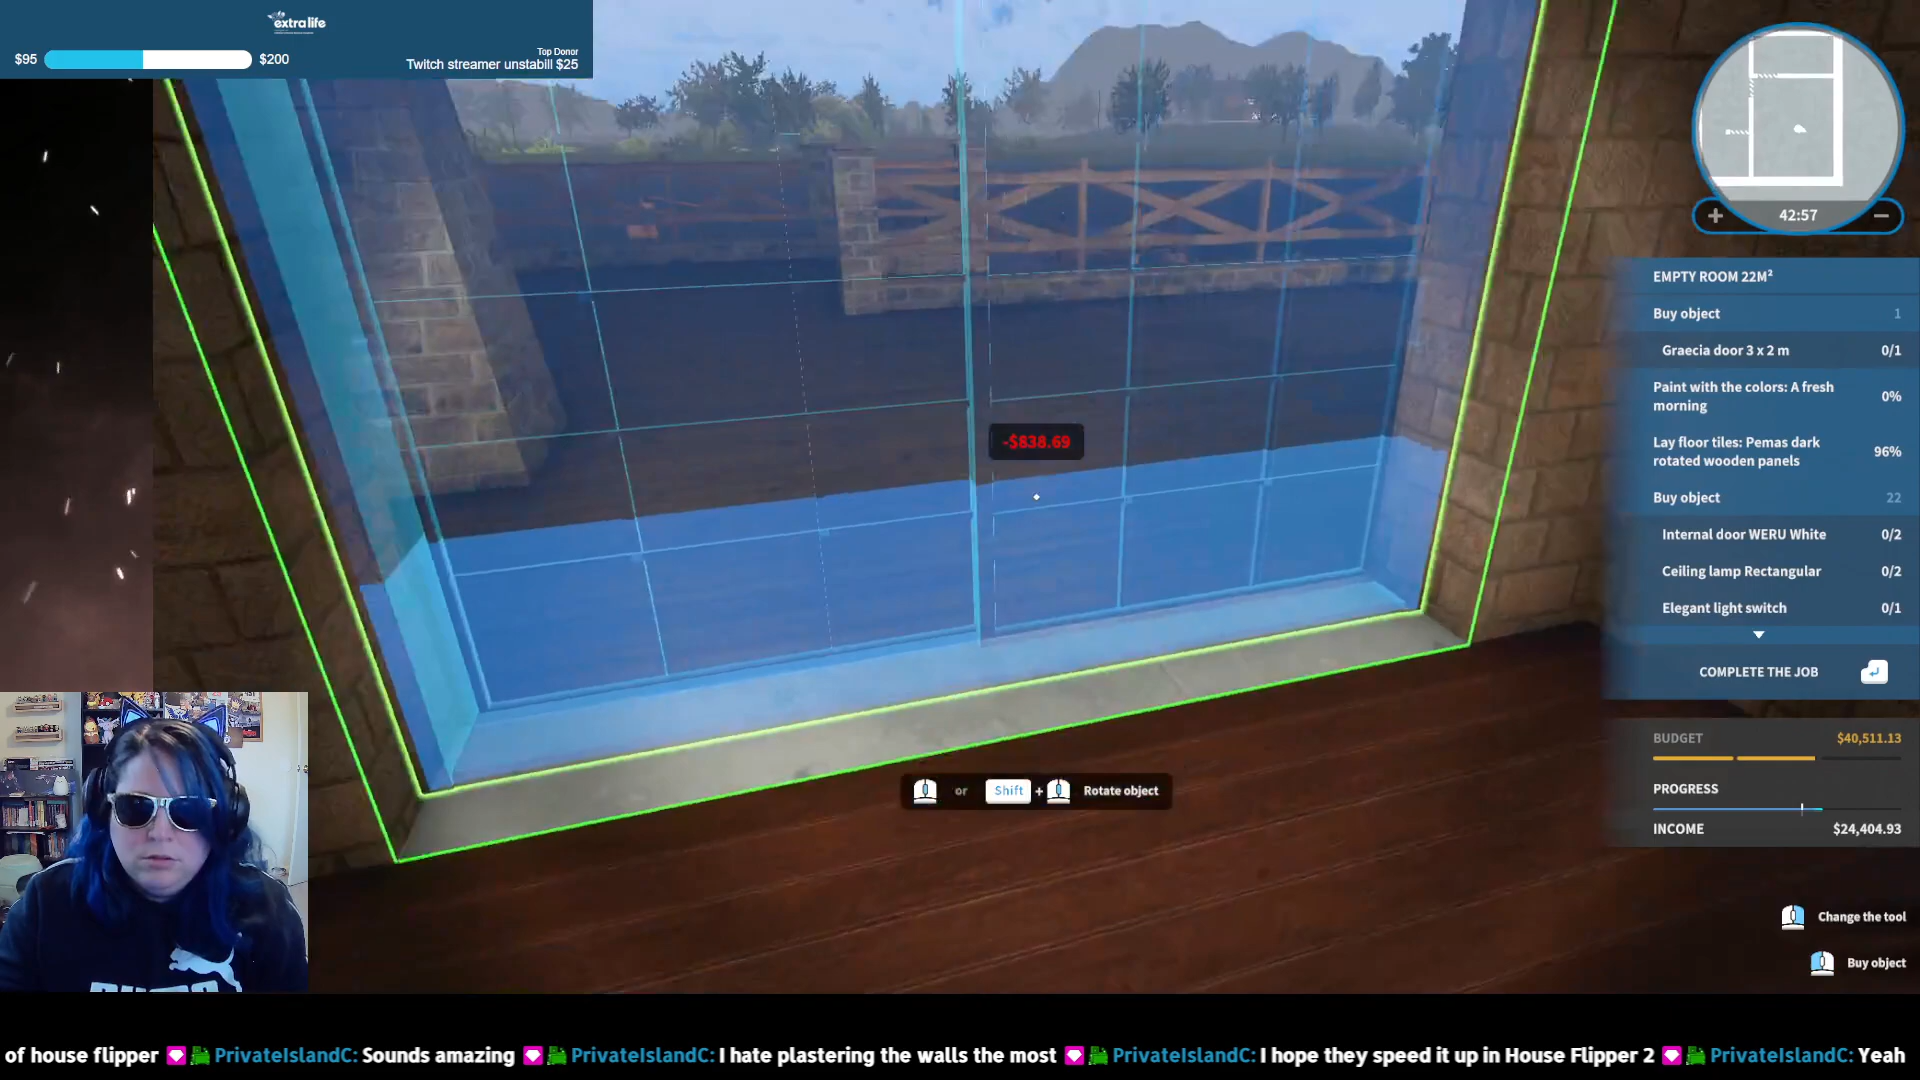 extralife
$95
$200
Top Donor
Twitch streamer unstabill $25
42:57
EMPTY ROOM 22M²
Buy object 1
Graecia door 3 x 2 m 0/1
Paint with the colors: A fresh
morning 0%
Lay floor tiles: Pemas dark
rotated wooden panels 96%
Buy object 22
Internal door WERU White 0/2
Ceiling lamp Rectangular 0/2
Elegant light switch 0/1
COMPLETE THE JOB
BUDGET $40,511.13
PROGRESS
INCOME $24,404.93
-$838.69
or Shift + Rotate object
Change the tool
Buy object
of house flipper PrivateIslandC: Sounds amazing PrivateIslandC: I hate plastering the walls the most PrivateIslandC: I hope they speed it up in House Flipper 2 PrivateIslandC: Yeah